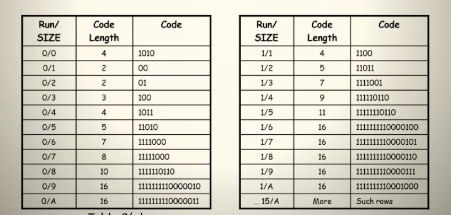 Run/ SIZE Code Length Code
0/0 4 1010
0/1 2 00
0/2 2 01
0/3 3 100
0/4 4 1011
0/5 5 11010
0/6 7 1111000
0/7 8 11111000
0/8 10 1111110110
0/9 16 1111111110000010
0/A 16 1111111110000011
Run/ SIZE Code Length Code
1/1 4 1100
1/2 5 11011
1/3 7 1111001
1/4 9 111110110
1/5 11 11111110110
1/6 16 1111111110000100
1/7 16 1111111110000101
1/8 16 1111111110000110
1/9 16 1111111110000111
1/A 16 1111111110001000
... 15/A More Such rows